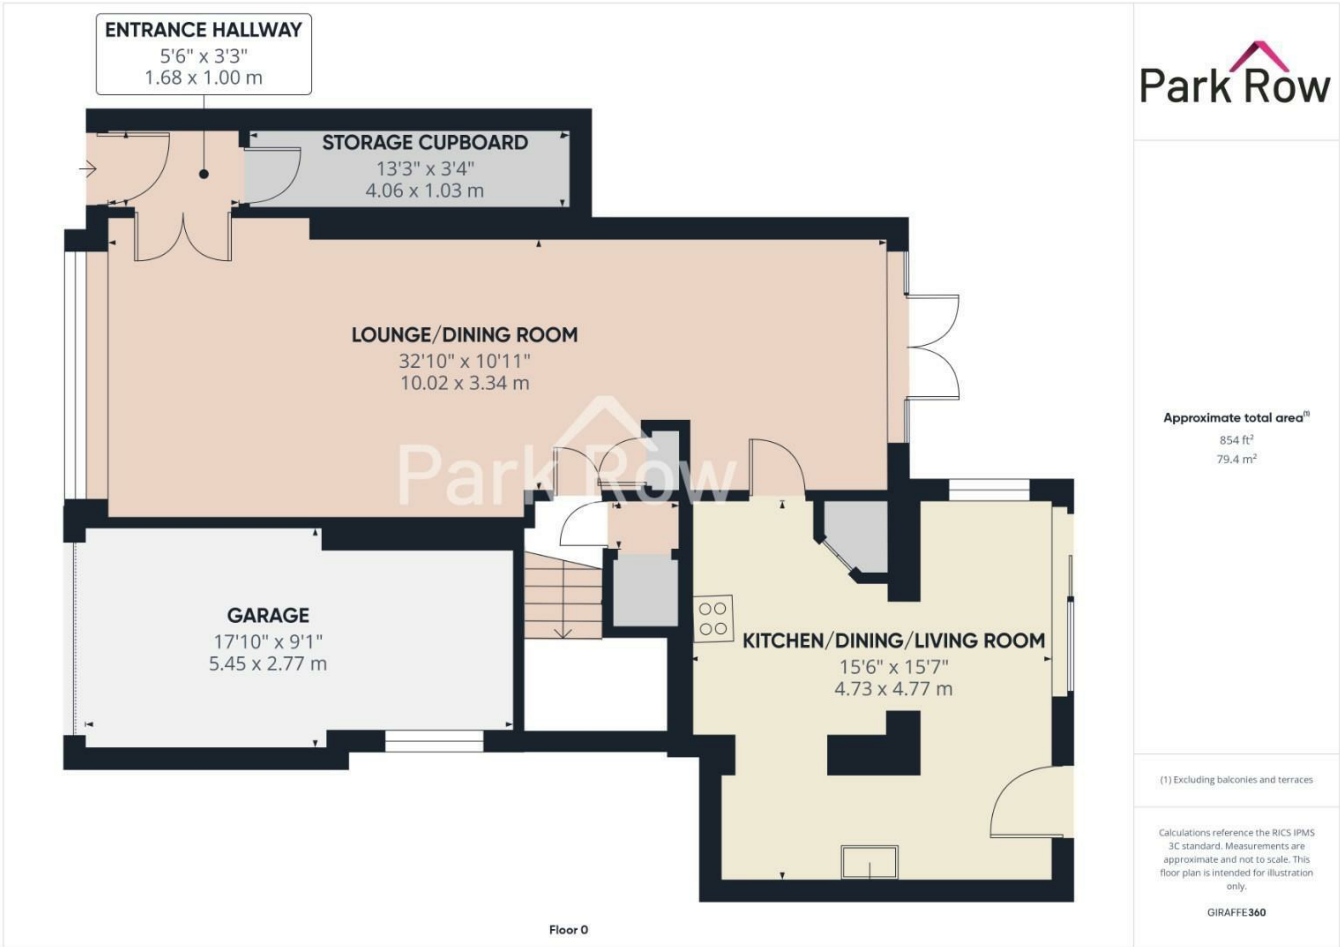 ENTRANCE HALLWAY
5'6" x 3'3"
1.68 x 1.00 m
STORAGE CUPBOARD
13'3" x 3'4"
4.06 x 1.03 m
LOUNGE/DINING ROOM
32'10" x 10'11"
10.02 x 3.34 m
Park Row
GARAGE
17'10" x 9'1"
5.45 x 2.77 m
KITCHEN/DINING/LIVING ROOM
15'6" x 15'7"
4.73 x 4.77 m
Floor 0
Park Row
Approximate total area(1)
854 ft²
79.4 m²
(1) Excluding balconies and terraces
Calculations reference the RICS IPMS
3C standard. Measurements are
approximate and not to scale. This
floor plan is intended for illustration
only.
GIRAFFE360